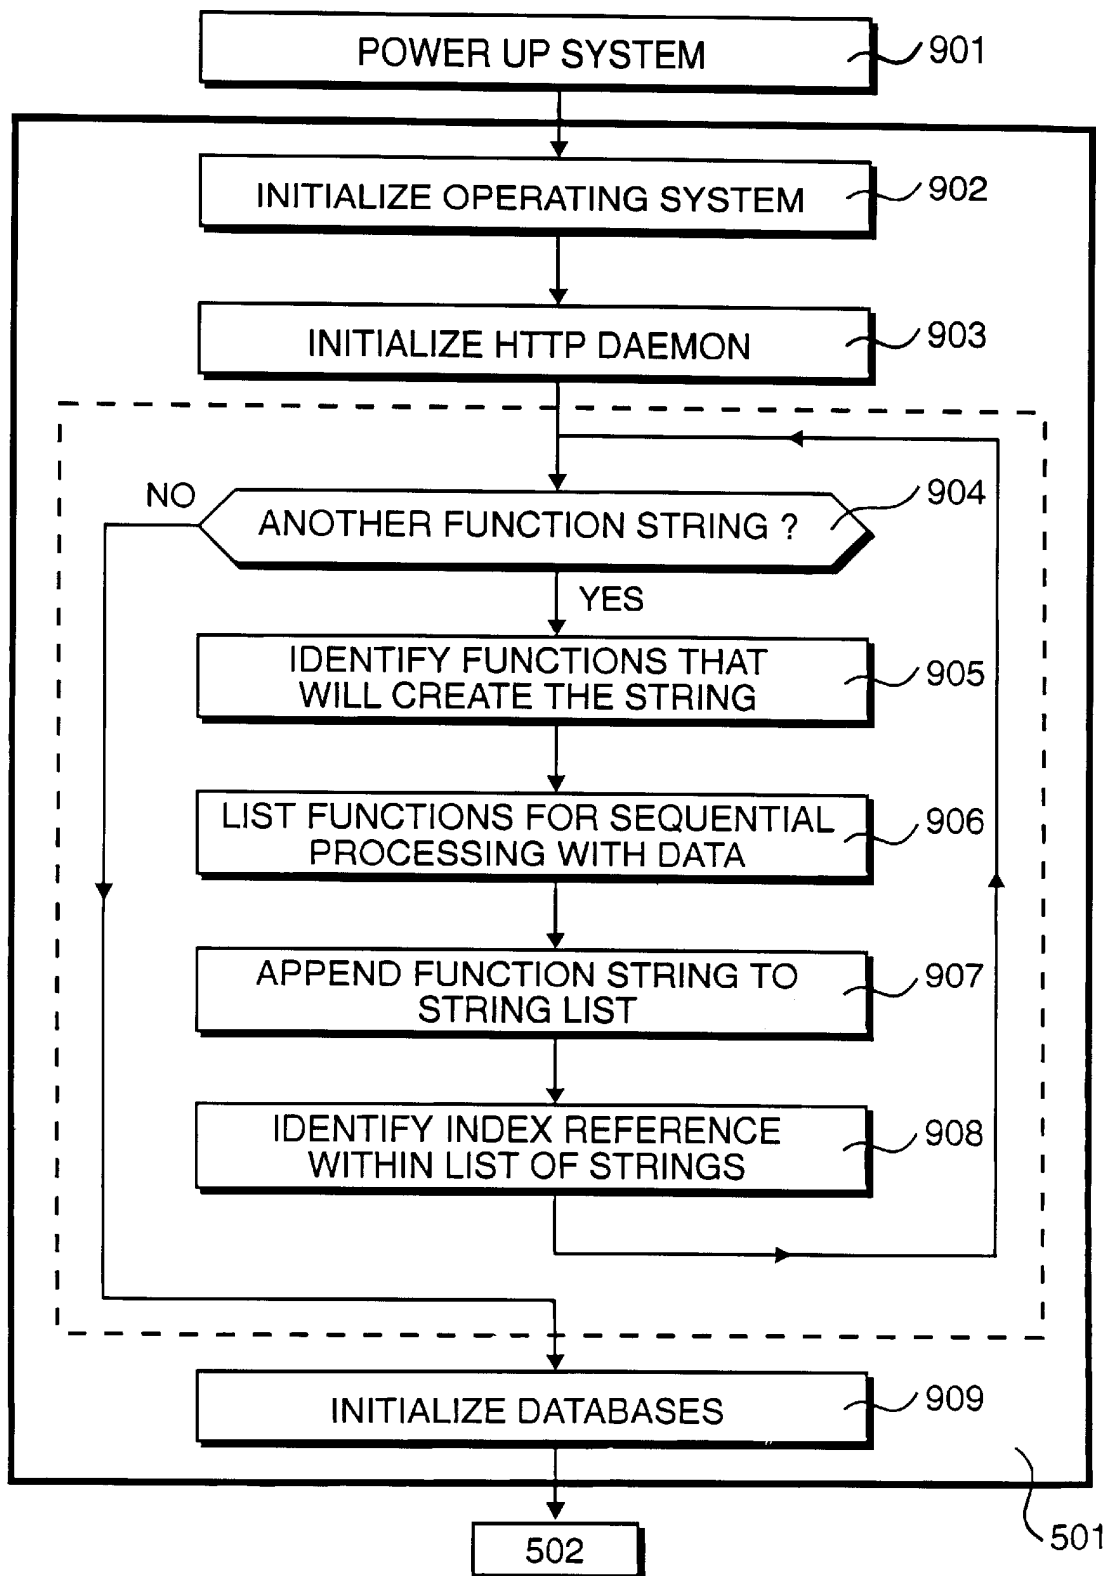 POWER UP SYSTEM
901
INITIALIZE OPERATING SYSTEM
902
INITIALIZE HTTP DAEMON
903
NO
ANOTHER FUNCTION STRING ?
904
YES
IDENTIFY FUNCTIONS THAT
WILL CREATE THE STRING
905
LIST FUNCTIONS FOR SEQUENTIAL
PROCESSING WITH DATA
906
APPEND FUNCTION STRING TO
STRING LIST
907
IDENTIFY INDEX REFERENCE
WITHIN LIST OF STRINGS
908
INITIALIZE DATABASES
909
501
502